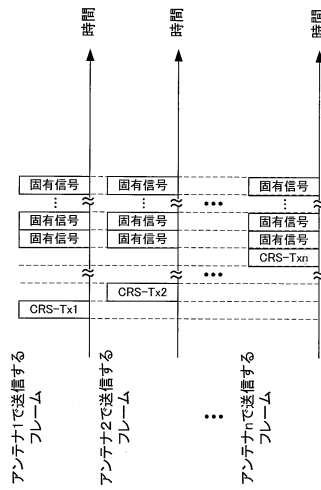 アンテナ1で送信する
フレーム
CRS-Tx1
固有信号
固有信号
…
固有信号
時間
アンテナ2で送信する
フレーム
CRS-Tx2
固有信号
固有信号
…
固有信号
時間
…
…
…
アンテナnで送信する
フレーム
CRS-Txn
固有信号
固有信号
…
固有信号
時間